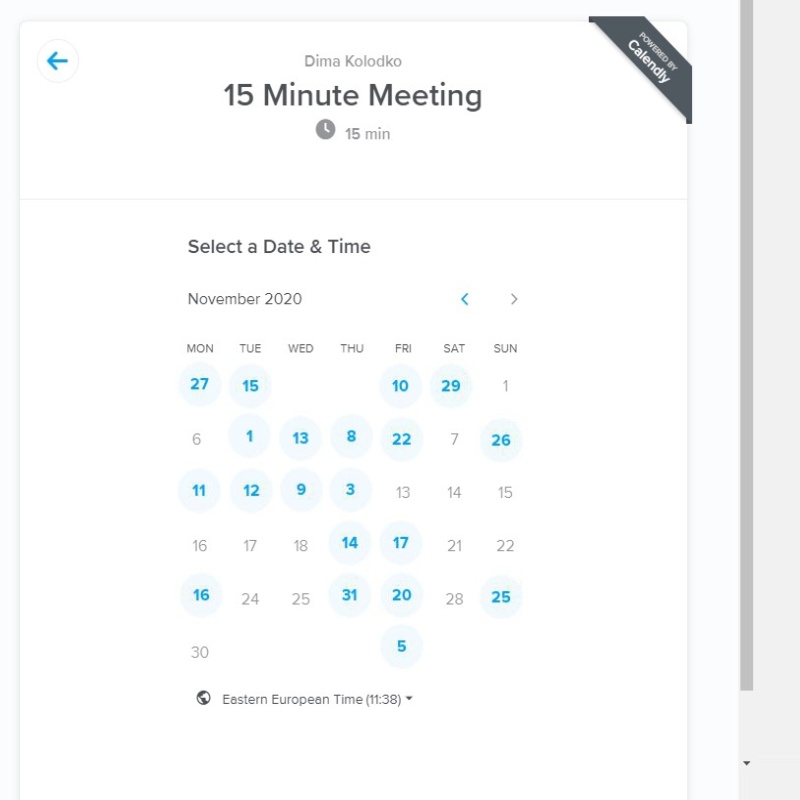 POWERED BY
Calendly
Dima Kolodko
15 Minute Meeting
15 min
Select a Date & Time
November 2020
MON TUE WED THU FRI SAT SUN
27 15 10 29 1
6 1 13 8 22 7 26
11 12 9 3 13 14 15
16 17 18 14 17 21 22
16 24 25 31 20 28 25
30 5
Eastern European Time (11:38)